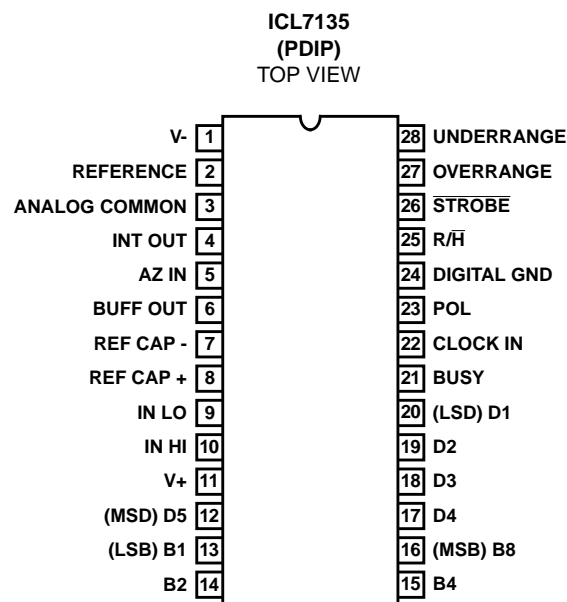 ICL7135
(PDIP)
TOP VIEW
V- 1 28 UNDERRANGE
REFERENCE 2 27 OVERRANGE
ANALOG COMMON 3 26 S̅T̅R̅O̅B̅E̅
INT OUT 4 25 R/H̅
AZ IN 5 24 DIGITAL GND
BUFF OUT 6 23 POL
REF CAP - 7 22 CLOCK IN
REF CAP + 8 21 BUSY
IN LO 9 20 (LSD) D1
IN HI 10 19 D2
V+ 11 18 D3
(MSD) D5 12 17 D4
(LSB) B1 13 16 (MSB) B8
B2 14 15 B4